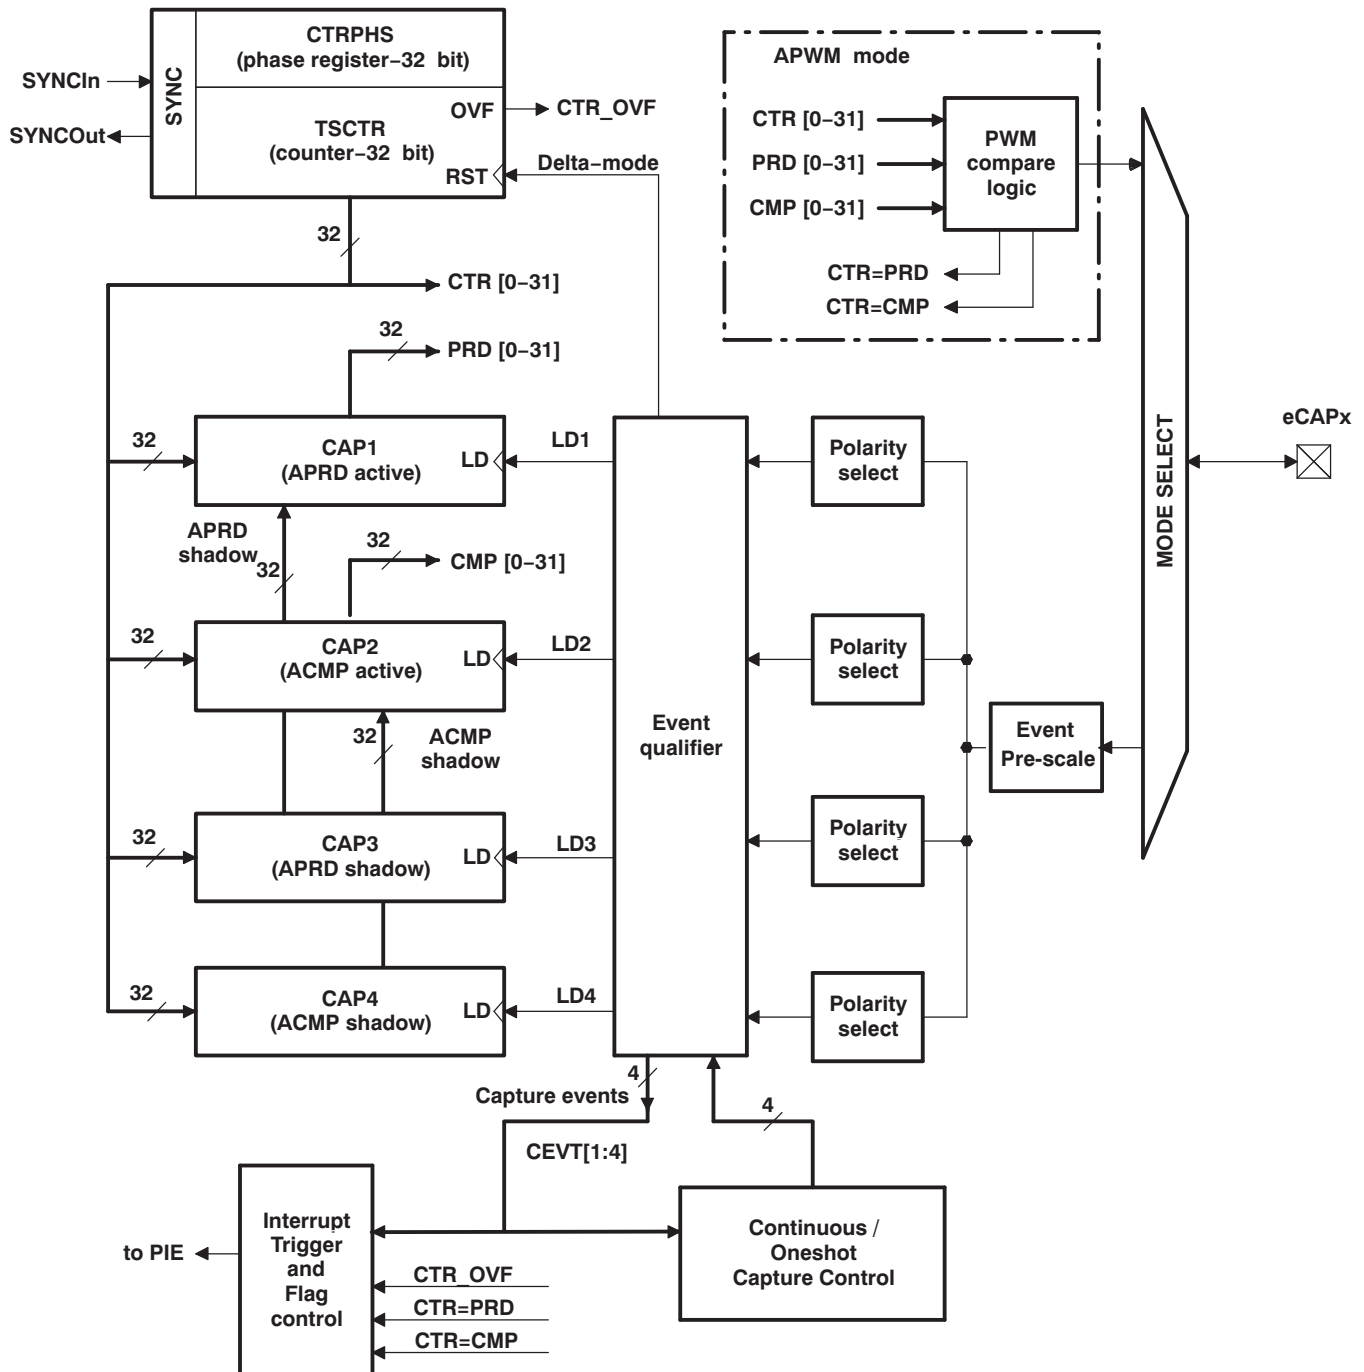 CTRPHS
(phase register−32 bit)
SYNC
SYNCIn
SYNCOut
OVF
CTR_OVF
TSCTR
(counter−32 bit)
RST
Delta−mode
32
CTR [0−31]
32
PRD [0−31]
APWM mode
CTR [0−31]
PRD [0−31]
CMP [0−31]
PWM
compare
logic
CTR=PRD
CTR=CMP
MODE SELECT
eCAPx
32
CAP1
(APRD active)
LD
LD1
Polarity
select
APRD
shadow
32
32
CMP [0−31]
32
CAP2
(ACMP active)
LD
LD2
Polarity
select
32
ACMP
shadow
Event
qualifier
Event
Pre-scale
32
CAP3
(APRD shadow)
LD
LD3
Polarity
select
32
CAP4
(ACMP shadow)
LD
LD4
Polarity
select
4
Capture events
4
CEVT[1:4]
Interrupt
Trigger
and
Flag
control
to PIE
CTR_OVF
CTR=PRD
CTR=CMP
Continuous /
Oneshot
Capture Control